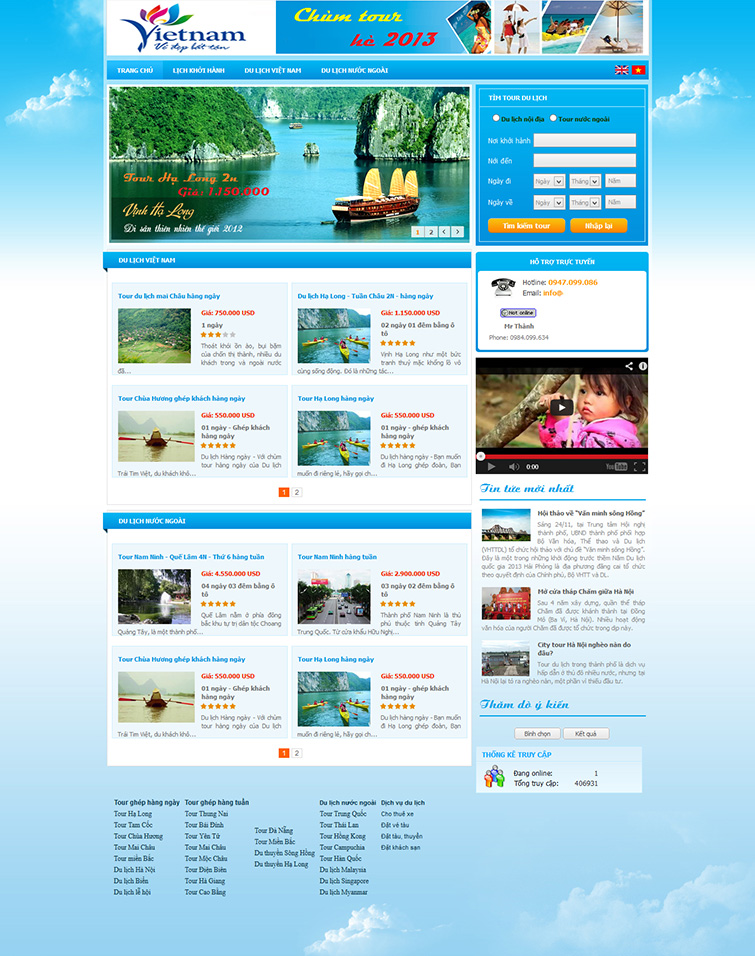 Vietnam
Vẻ đẹp bất tận
Chùm tour
hè 2013
TRANG CHỦ
LỊCH KHỞI HÀNH
DU LỊCH VIỆT NAM
DU LỊCH NƯỚC NGOÀI
Tour Hạ Long 2n
Gia: 1.150.000
Vịnh Hạ Long
Di sản thiên nhiên thế giới 2012
1 2 < >
TÌM TOUR DU LỊCH
Du lịch nội địa
Tour nước ngoài
Nơi khởi hành
Nơi đến
Ngày đi Ngày Tháng Năm
Ngày về Ngày Tháng Năm
Tìm kiếm tour
Nhập lại
DU LỊCH VIỆT NAM
Tour du lịch mai Châu hàng ngày
Giá: 750.000 USD
1 ngày
Thoát khỏi ồn ào, bụi bặm
của chốn thị thành, nhiều du
khách trong và ngoài nước
đã...
Du lịch Hạ Long - Tuần Châu 2N - hàng ngày
Giá: 1.150.000 USD
02 ngày 01 đêm bằng ô
tô
Vịnh Hạ Long như một bức
tranh thuỷ mặc khổng lồ vô
cùng sống động. Đó là những tác...
Tour Chùa Hương ghép khách hàng ngày
Giá: 550.000 USD
01 ngày - Ghép khách
hàng ngày
Du lịch Hàng ngày - Với chùm
tour hàng ngày của Du lịch
Trái Tim Việt, du khách khô...
Tour Hạ Long hàng ngày
Giá: 550.000 USD
01 ngày - ghép khách
hàng ngày
Du lịch hàng ngày - Bạn muốn
đi Hạ Long ghép đoàn, Bạn
muốn đi riêng lẻ, hãy gọi ch...
1 2
DU LỊCH NƯỚC NGOÀI
Tour Nam Ninh - Quế Lâm 4N - Thứ 6 hàng tuần
Giá: 4.550.000 USD
04 ngày 03 đêm bằng ô
tô
Quế Lâm nằm ở phía đông
bắc khu tự trị dân tộc Choang
Quảng Tây, là một thành phố...
Tour Nam Ninh hàng tuần
Giá: 2.900.000 USD
03 ngày 02 đêm bằng ô
tô
Thành phố Nam Ninh là thủ
phủ thuộc tỉnh Quảng Tây
Trung Quốc. Từ cửa khẩu Hữu Nghị...
Tour Chùa Hương ghép khách hàng ngày
Giá: 550.000 USD
01 ngày - Ghép khách
hàng ngày
Du lịch Hàng ngày - Với chùm
tour hàng ngày của Du lịch
Trái Tim Việt, du khách khô...
Tour Hạ Long hàng ngày
Giá: 550.000 USD
01 ngày - ghép khách
hàng ngày
Du lịch hàng ngày - Bạn muốn
đi Hạ Long ghép đoàn, Bạn
muốn đi riêng lẻ, hãy gọi ch...
1 2
HỖ TRỢ TRỰC TUYẾN
Hotline: 0947.099.086
Email: info@
Not online
Mr Thành
Phone: 0984.099.634
0:00
YouTube
Tin tức mới nhất
Hội thảo về "Văn minh sông Hồng"
Sáng 24/11, tại Trung tâm Hội nghị
thành phố, UBND thành phố phối hợp
Bộ Văn hóa, Thể thao và Du lịch
(VHTTDL) tổ chức hội thảo với chủ đề "Văn minh sông Hồng".
Đây là một trong những khởi động trước thềm Năm Du lịch
quốc gia 2013 Hải Phòng là địa phương đăng cai tổ chức
theo quyết định của Chính phủ, Bộ VHTT và DL.
Mở cửa tháp Chăm giữa Hà Nội
Sau 4 năm xây dựng, quần thể tháp
Chăm đã được khánh thành tại Đồng
Mô (Ba Vì, Hà Nội). Nhiều hoạt động
văn hóa của người Chăm đã được tổ chức trong dịp này.
City tour Hà Nội nghèo nàn do
đâu?
Tour du lịch trong thành phố là dịch vụ
hấp dẫn ở thủ đô nhiều nước, nhưng tại
Hà Nội lại tỏ ra nghèo nàn, một phần vì thiếu đầu tư.
Thăm dò ý kiến
Bình chọn
Kết quả
THỐNG KÊ TRUY CẬP
Đang online: 1
Tổng truy cập: 406931
Tour ghép hàng ngày
Tour Hạ Long
Tour Tam Cốc
Tour Chùa Hương
Tour Mai Châu
Tour miền Bắc
Du lịch Hà Nội
Du lịch Biển
Du lịch lễ hội
Tour ghép hàng tuần
Tour Thung Nai
Tour Bái Đính
Tour Yên Tử
Tour Mai Châu
Tour Mộc Châu
Tour Điện Biên
Tour Hà Giang
Tour Cao Bằng
Tour Đà Nẵng
Tour Miền Bắc
Du thuyền Sông Hồng
Du thuyền Hạ Long
Du lịch nước ngoài
Tour Trung Quốc
Tour Thái Lan
Tour Hồng Kong
Tour Campuchia
Tour Hàn Quốc
Du lịch Malaysia
Du lịch Singapore
Du lịch Myanmar
Dịch vụ du lịch
Cho thuê xe
Đặt vé tàu
Đặt tàu, thuyền
Đặt khách sạn